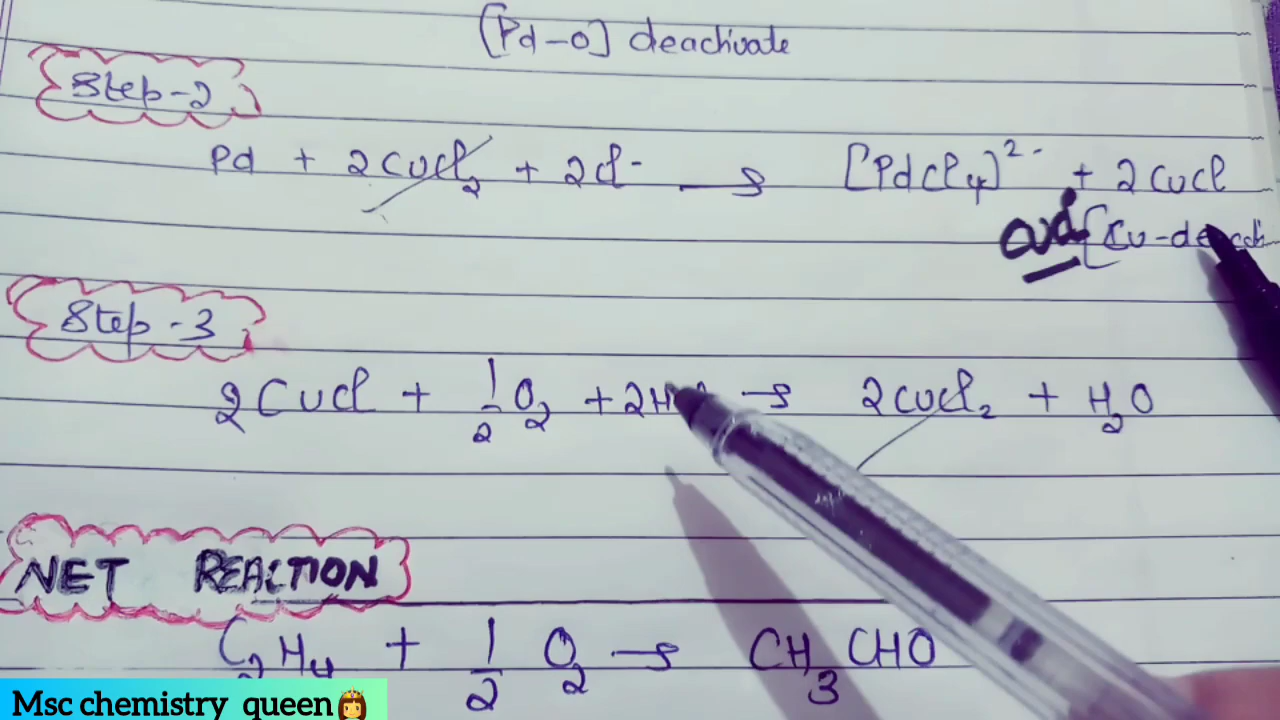 [Pd-0] deactivate
Step-2
Pd + 2CuCl₂ + 2Cl⁻ → [PdCl₄]²⁻ + 2CuCl
Step-3
2CuCl + 1/2 O₂ + 2H → 2CuCl₂ + H₂O
NET REACTION
C₂H₄ + 1/2 O₂ → CH₃CHO
Msc chemistry queen👸